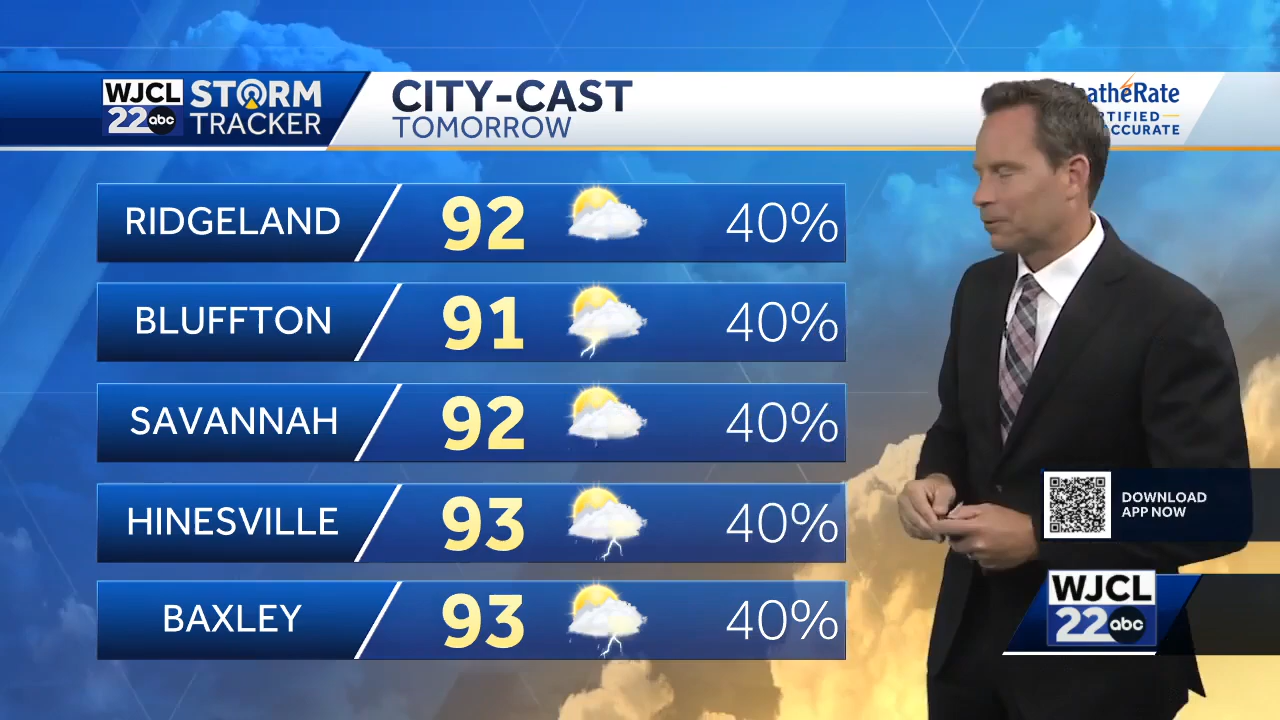 WJCL
22 abc
STORM
TRACKER
CITY-CAST
TOMORROW
RIDGELAND 92 40%
BLUFFTON 91 40%
SAVANNAH 92 40%
HINESVILLE 93 40%
BAXLEY 93 40%
DOWNLOAD
APP NOW
WJCL
22 abc